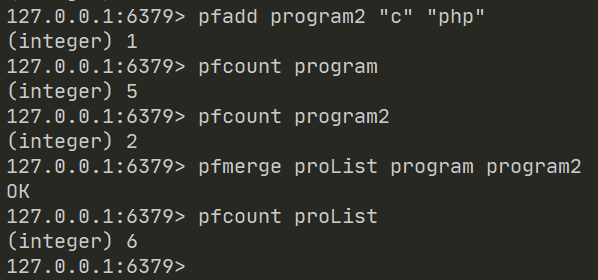 127.0.0.1:6379> pfadd program2 "c" "php"
(integer) 1
127.0.0.1:6379> pfcount program
(integer) 5
127.0.0.1:6379> pfcount program2
(integer) 2
127.0.0.1:6379> pfmerge proList program program2
OK
127.0.0.1:6379> pfcount proList
(integer) 6
127.0.0.1:6379>